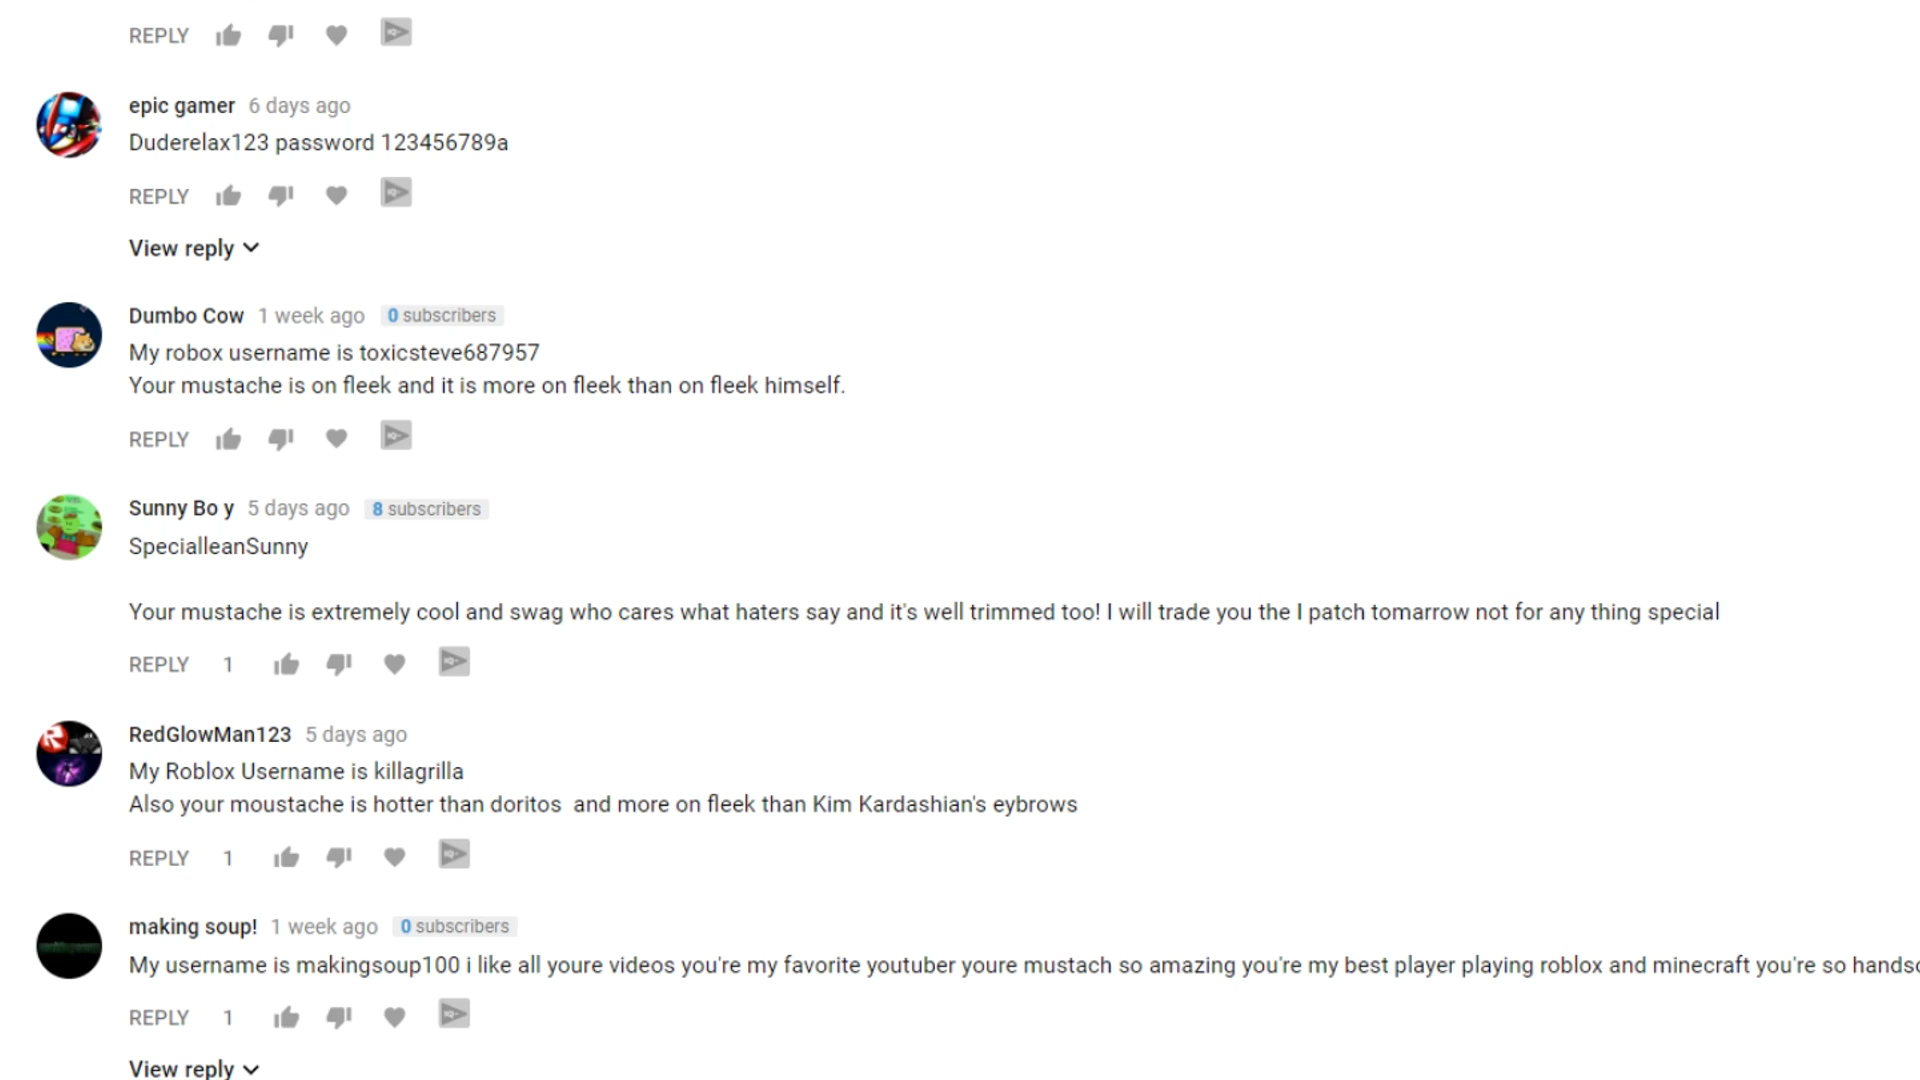 REPLY
epic gamer 6 days ago
Duderelax123 password 123456789a
REPLY
View reply
Dumbo Cow 1 week ago 0 subscribers
My robox username is toxicsteve687957
Your mustache is on fleek and it is more on fleek than on fleek himself.
REPLY
Sunny Bo y 5 days ago 8 subscribers
SpecialleanSunny
Your mustache is extremely cool and swag who cares what haters say and it's well trimmed too! I will trade you the I patch tomarrow not for any thing special
REPLY 1
RedGlowMan123 5 days ago
My Roblox Username is killagrilla
Also your moustache is hotter than doritos  and more on fleek than Kim Kardashian's eybrows
REPLY 1
making soup! 1 week ago 0 subscribers
My username is makingsoup100 i like all youre videos you're my favorite youtuber youre mustach so amazing you're my best player playing roblox and minecraft you're so hands
REPLY 1
View reply